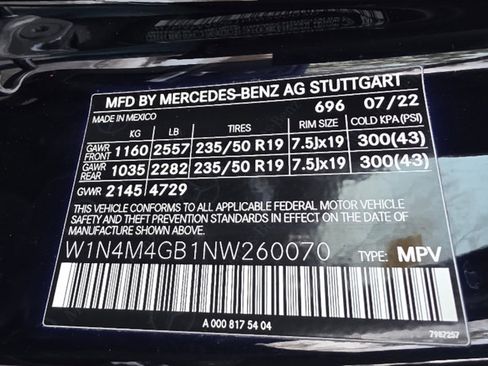 MFD BY MERCEDES-BENZ AG STUTTGART
MADE IN MEXICO 696 07/22
KG LB TIRES RIM SIZE COLD KPA(PSI)
GAWR FRONT 1160 2557 235/50 R19 7.5Jx19 300(43)
GAWR REAR 1035 2282 235/50 R19 7.5Jx19 300(43)
GVWR 2145 4729
THIS VEHICLE CONFORMS TO ALL APPLICABLE FEDERAL MOTOR VEHICLE
SAFETY AND THEFT PREVENTION STANDARDS IN EFFECT ON THE DATE
OF MANUFACTURE SHOWN ABOVE.
W1N4M4GB1NW260070 TYPE: MPV
A 000 817 54 04
7987257